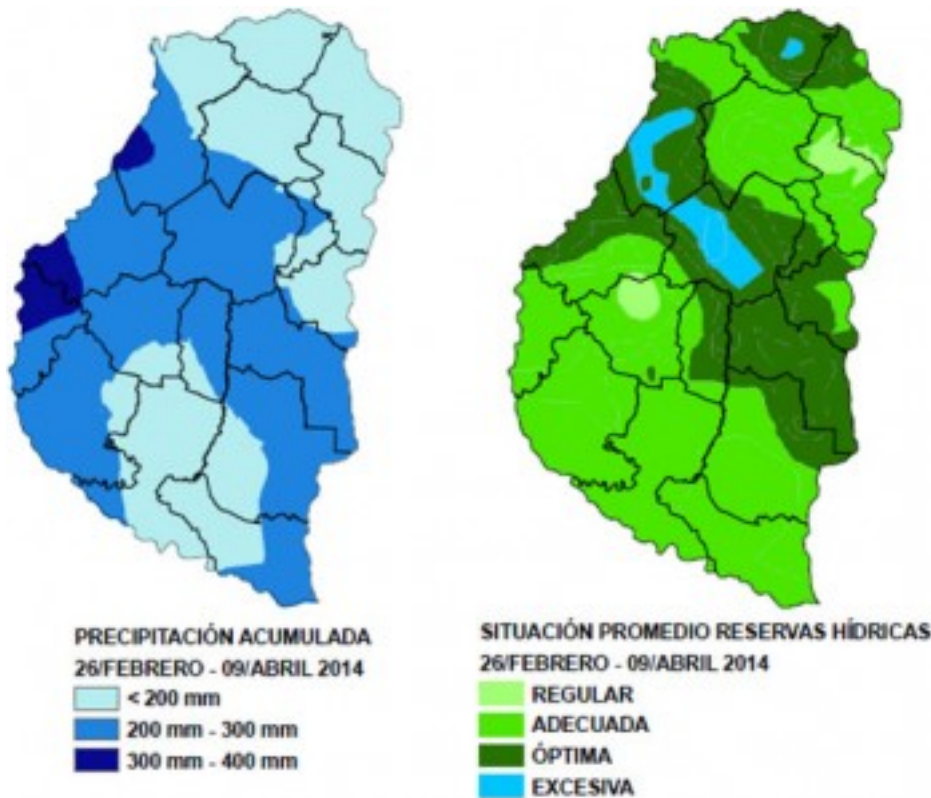 PRECIPITACIÓN ACUMULADA
26/FEBRERO - 09/ABRIL 2014
< 200 mm
200 mm - 300 mm
300 mm - 400 mm
SITUACIÓN PROMEDIO RESERVAS HÍDRICAS
26/FEBRERO - 09/ABRIL 2014
REGULAR
ADECUADA
ÓPTIMA
EXCESIVA